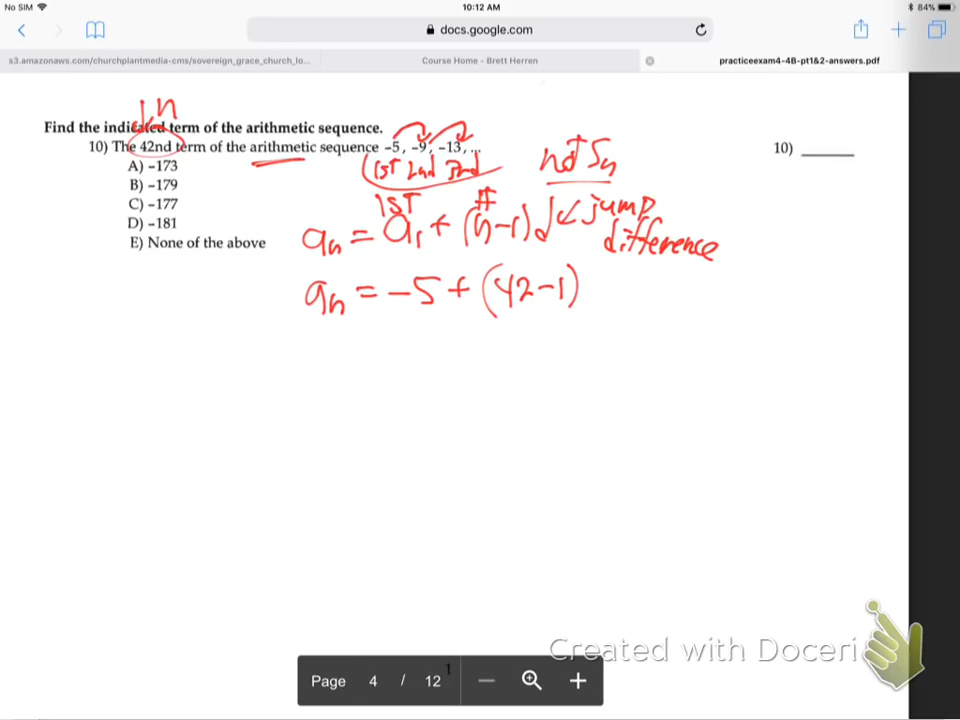 No SIM 10:12 AM 84%
docs.google.com
s3.amazonaws.com/churchplantmedia-cms/sovereign_grace_church_lo... Course Home - Brett Herren practiceexam4-4B-pt1&2-answers.pdf
n
Find the indicated term of the arithmetic sequence.
10) The 42nd term of the arithmetic sequence -5, -9, -13, ... 10)
A) -173
B) -179
C) -177
D) -181
E) None of the above
1st 2nd 3rd
not Sn
1ST # jump
difference
an = a1 + (n-1)d
an = -5 + (42-1)
Created with Doceri
Page 4 / 12
1